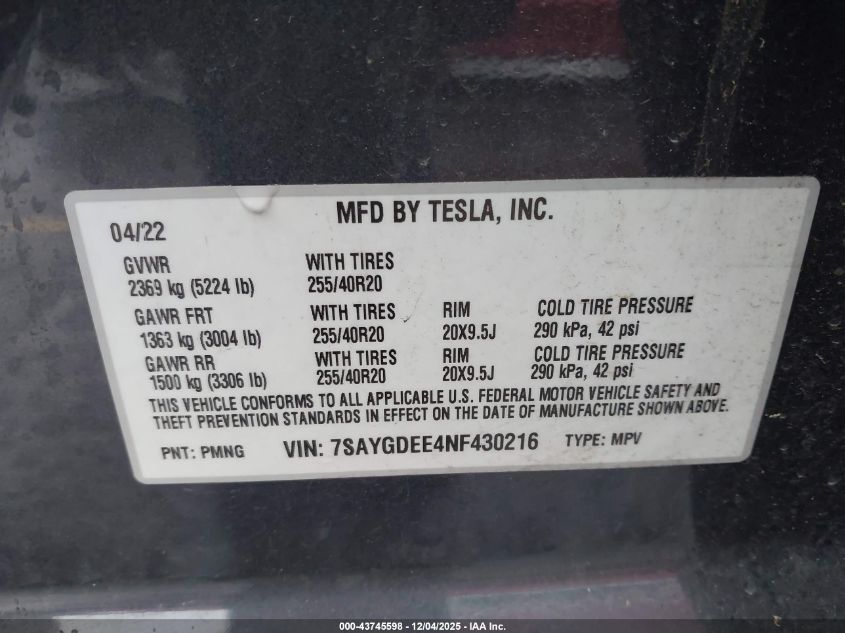 MFD BY TESLA, INC.
04/22
GVWR WITH TIRES
2369 kg (5224 lb) 255/40R20
GAWR FRT WITH TIRES RIM COLD TIRE PRESSURE
1363 kg (3004 lb) 255/40R20 20X9.5J 290 kPa, 42 psi
GAWR RR WITH TIRES RIM COLD TIRE PRESSURE
1500 kg (3306 lb) 255/40R20 20X9.5J 290 kPa, 42 psi
THIS VEHICLE CONFORMS TO ALL APPLICABLE U.S. FEDERAL MOTOR VEHICLE SAFETY AND
THEFT PREVENTION STANDARDS IN EFFECT ON THE DATE OF MANUFACTURE SHOWN ABOVE.
PNT: PMNG VIN: 7SAYGDEE4NF430216 TYPE: MPV
000-43745598 - 12/04/2025 - IAA Inc.